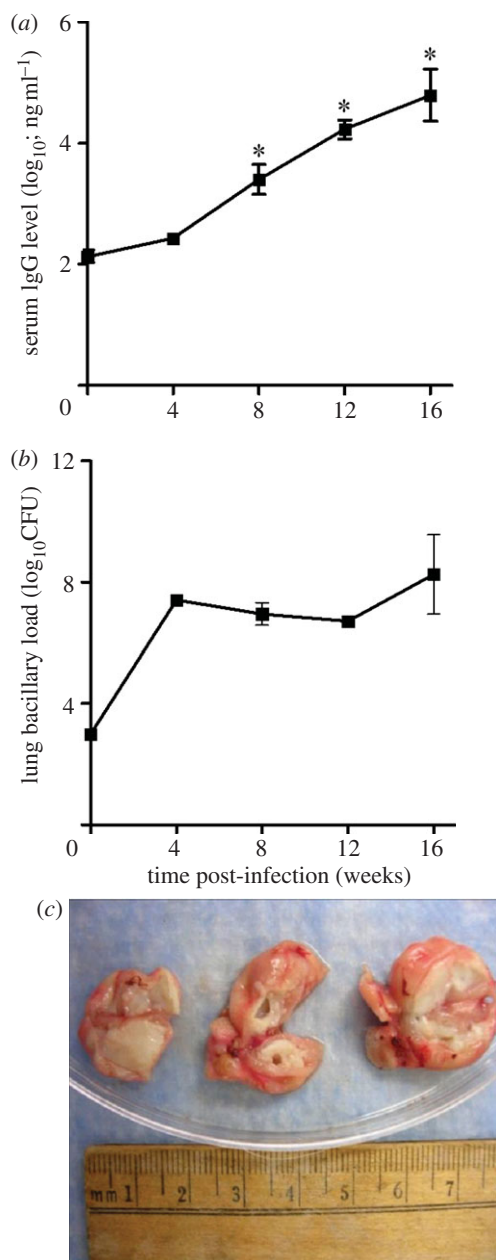 (a)
6
4
2
0
serum IgG level (log₁₀; ng ml⁻¹)
*
*
*
4 8 12 16
(b)
12
8
4
0
lung bacillary load (log₁₀CFU)
4 8 12 16
time post-infection (weeks)
(c)
mm 1 2 3 4 5 6 7